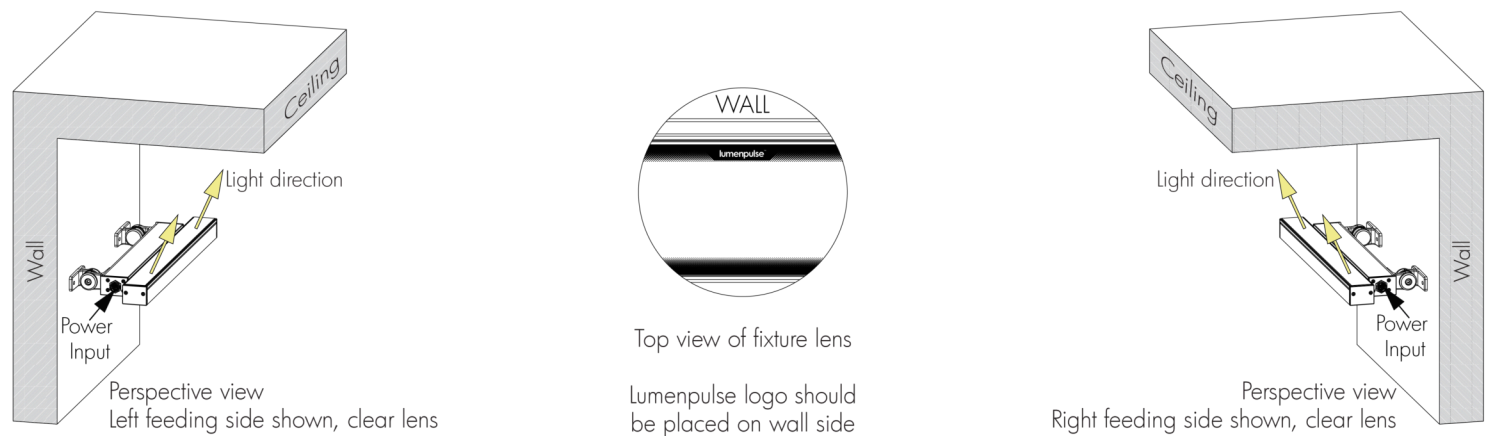 Ceiling
Light direction
Wall
Power
Input
Perspective view
Left feeding side shown, clear lens
WALL
lumenpulse
Top view of fixture lens
Lumenpulse logo should
be placed on wall side
Ceiling
Light direction
Wall
Power
Input
Perspective view
Right feeding side shown, clear lens